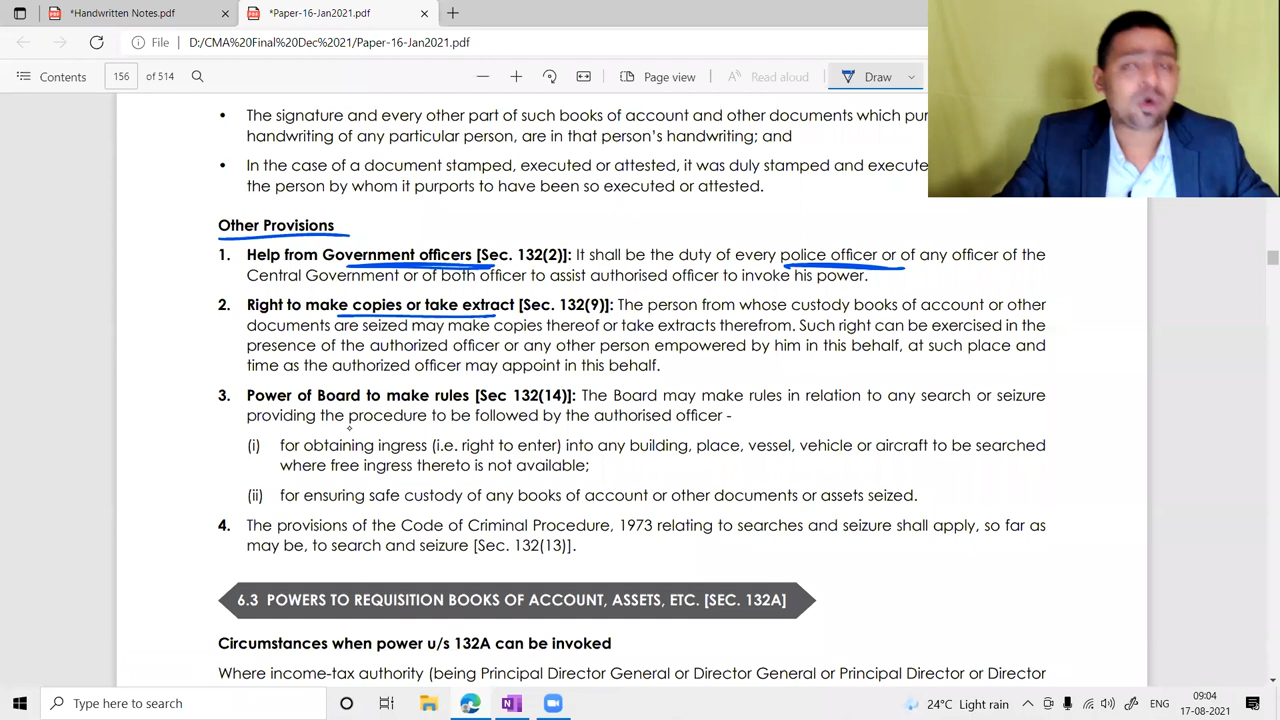 *Handwritten Notes.pdf
*Paper-16-Jan2021.pdf
File
D:/CMA%20Final%20Dec%2021/Paper-16-Jan2021.pdf
Contents
156
of 514
Page view
Read aloud
Draw
• The signature and every other part of such books of account and other documents which
handwriting of any particular person, are in that person's handwriting; and
• In the case of a document stamped, executed or attested, it was duly stamped and
the person by whom it purports to have been so executed or attested.
Other Provisions
1. Help from Government officers [Sec. 132(2)]: It shall be the duty of every police officer or of any officer of the
Central Government or of both officer to assist authorised officer to invoke his power.
2. Right to make copies or take extract [Sec. 132(9)]: The person from whose custody books of account or other
documents are seized may make copies thereof or take extracts therefrom. Such right can be exercised in the
presence of the authorized officer or any other person empowered by him in this behalf, at such place and
time as the authorized officer may appoint in this behalf.
3. Power of Board to make rules [Sec 132(14)]: The Board may make rules in relation to any search or seizure
providing the procedure to be followed by the authorised officer -
(i) for obtaining ingress (i.e. right to enter) into any building, place, vessel, vehicle or aircraft to be searched
where free ingress thereto is not available;
(ii) for ensuring safe custody of any books of account or other documents or assets seized.
4. The provisions of the Code of Criminal Procedure, 1973 relating to searches and seizure shall apply, so far as
may be, to search and seizure [Sec. 132(13)].
6.3 POWERS TO REQUISITION BOOKS OF ACCOUNT, ASSETS, ETC. [SEC. 132A]
Circumstances when power u/s 132A can be invoked
Where income-tax authority (being Principal Director General or Director General or Principal Director or Director
Type here to search
24°C Light rain
ENG
09:04
17-08-2021